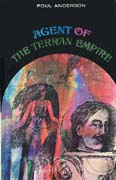 POUL ANDERSON
AGENT OF
THE TERRAN EMPIRE